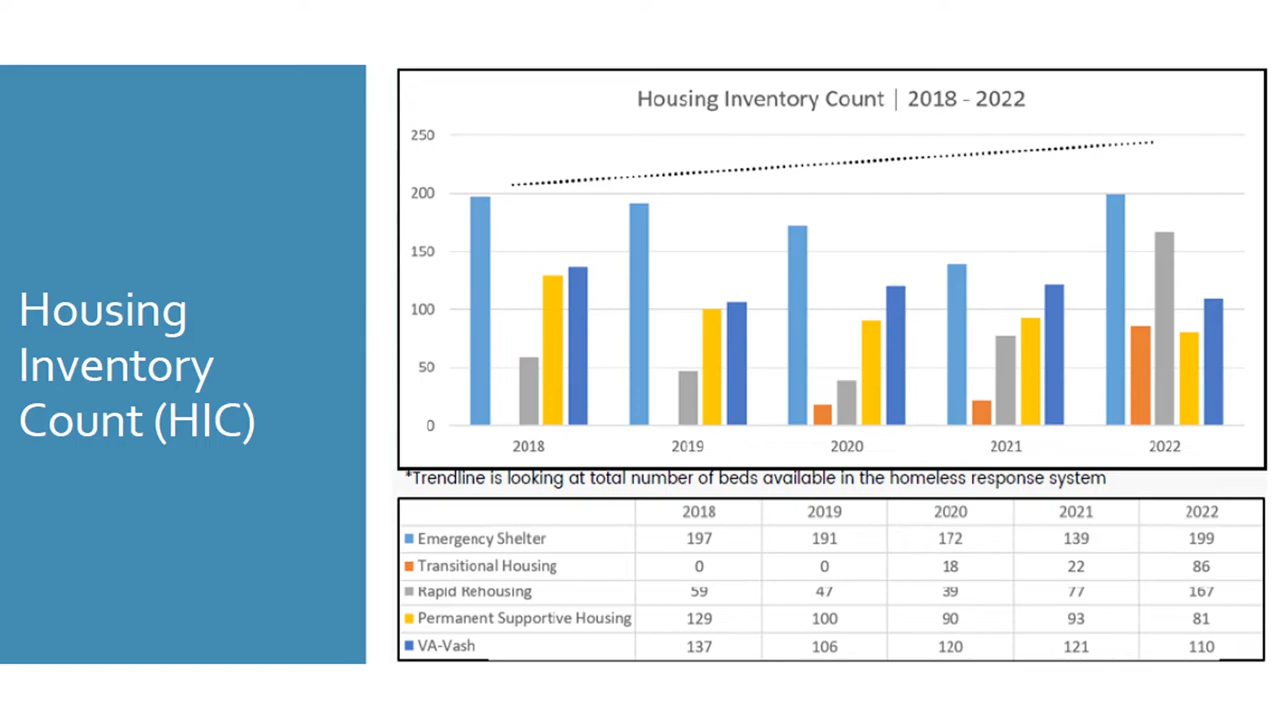 Housing
Inventory
Count (HIC)
Housing Inventory Count | 2018 - 2022
250
200
150
100
50
0
2018 2019 2020 2021 2022
*Trendline is looking at total number of beds available in the homeless response system
2018 2019 2020 2021 2022
Emergency Shelter 197 191 172 139 199
Transitional Housing 0 0 18 22 86
Rapid Rehousing 59 47 39 77 167
Permanent Supportive Housing 129 100 90 93 81
VA-Vash 137 106 120 121 110